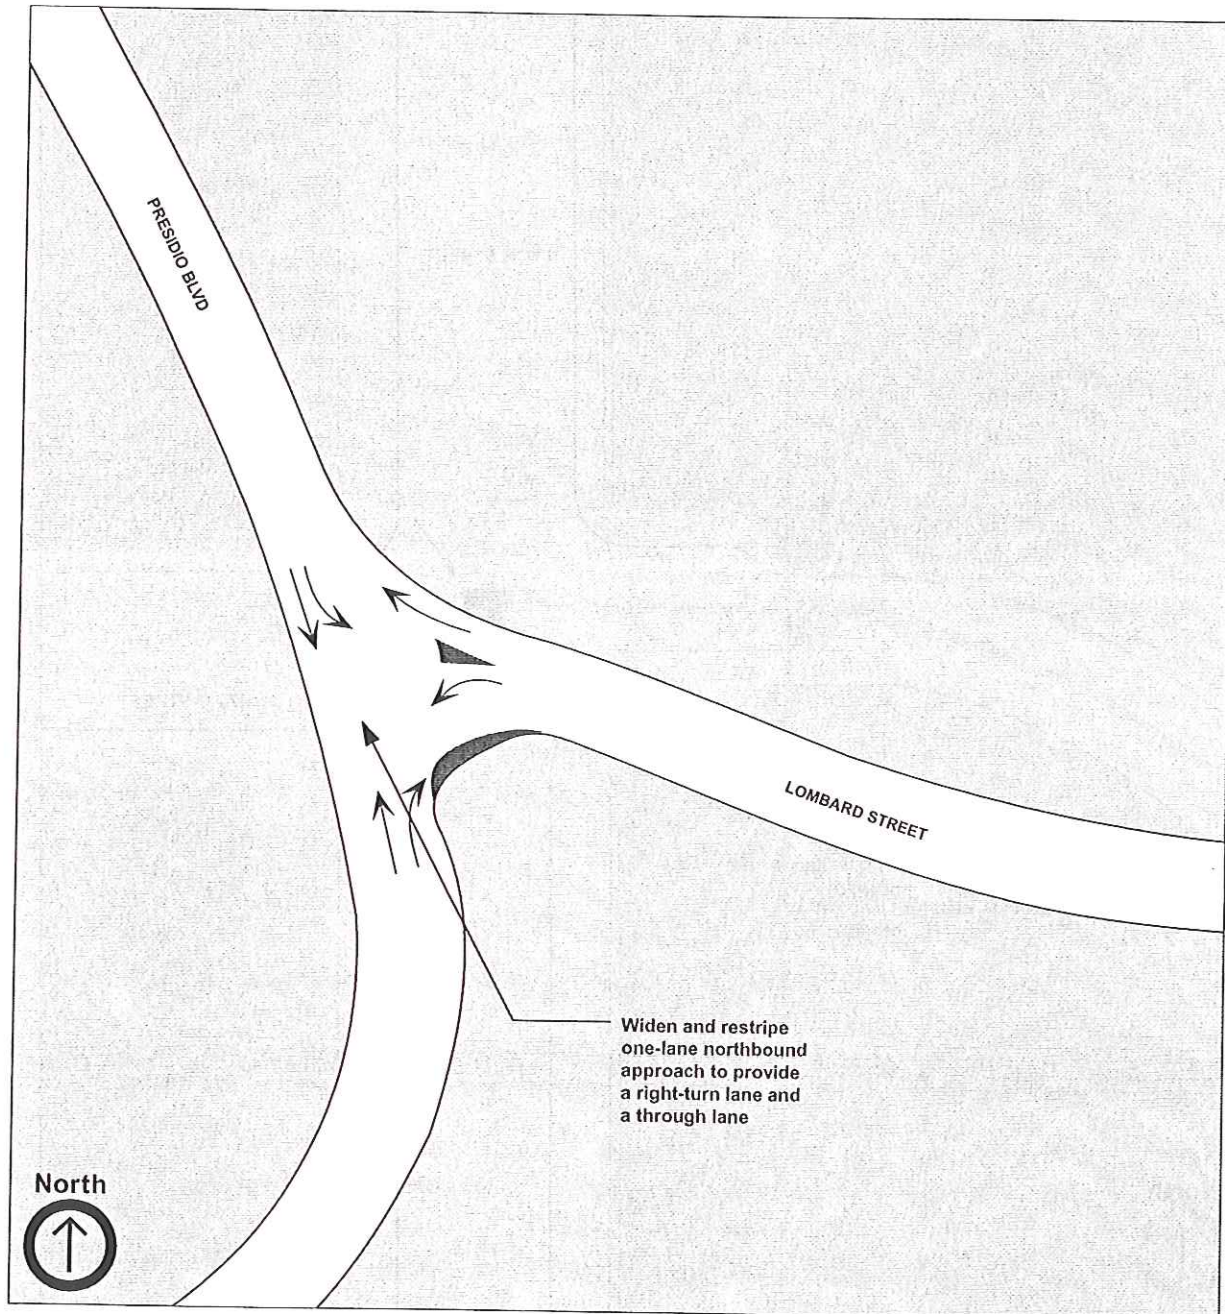 PRESIDIO BLVD
LOMBARD STREET
Widen and restripe
one-lane northbound
approach to provide
a right-turn lane and
a through lane
North